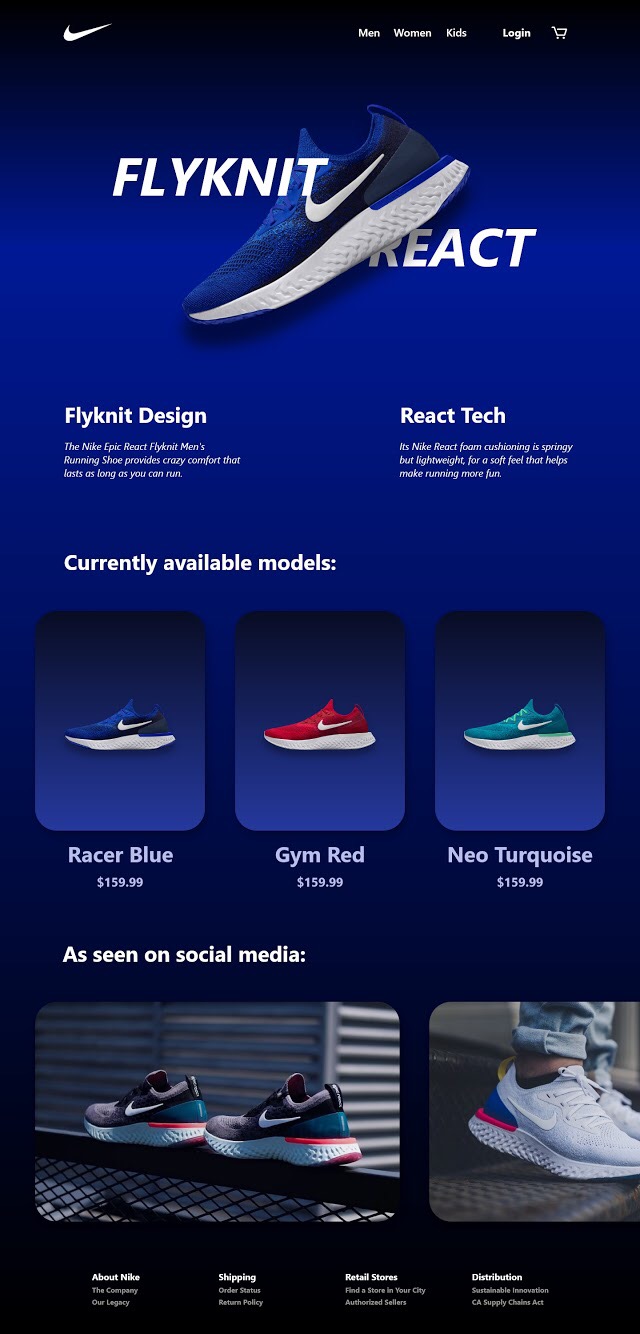 Men Women Kids Login
FLYKNIT
REACT
Flyknit Design
The Nike Epic React Flyknit Men's
Running Shoe provides crazy comfort that
lasts as long as you can run.
React Tech
Its Nike React foam cushioning is springy
but lightweight, for a soft feel that helps
make running more fun.
Currently available models:
Racer Blue
$159.99
Gym Red
$159.99
Neo Turquoise
$159.99
As seen on social media:
About Nike
The Company
Our Legacy
Shipping
Order Status
Return Policy
Retail Stores
Find a Store in Your City
Authorized Sellers
Distribution
Sustainable Innovation
CA Supply Chains Act